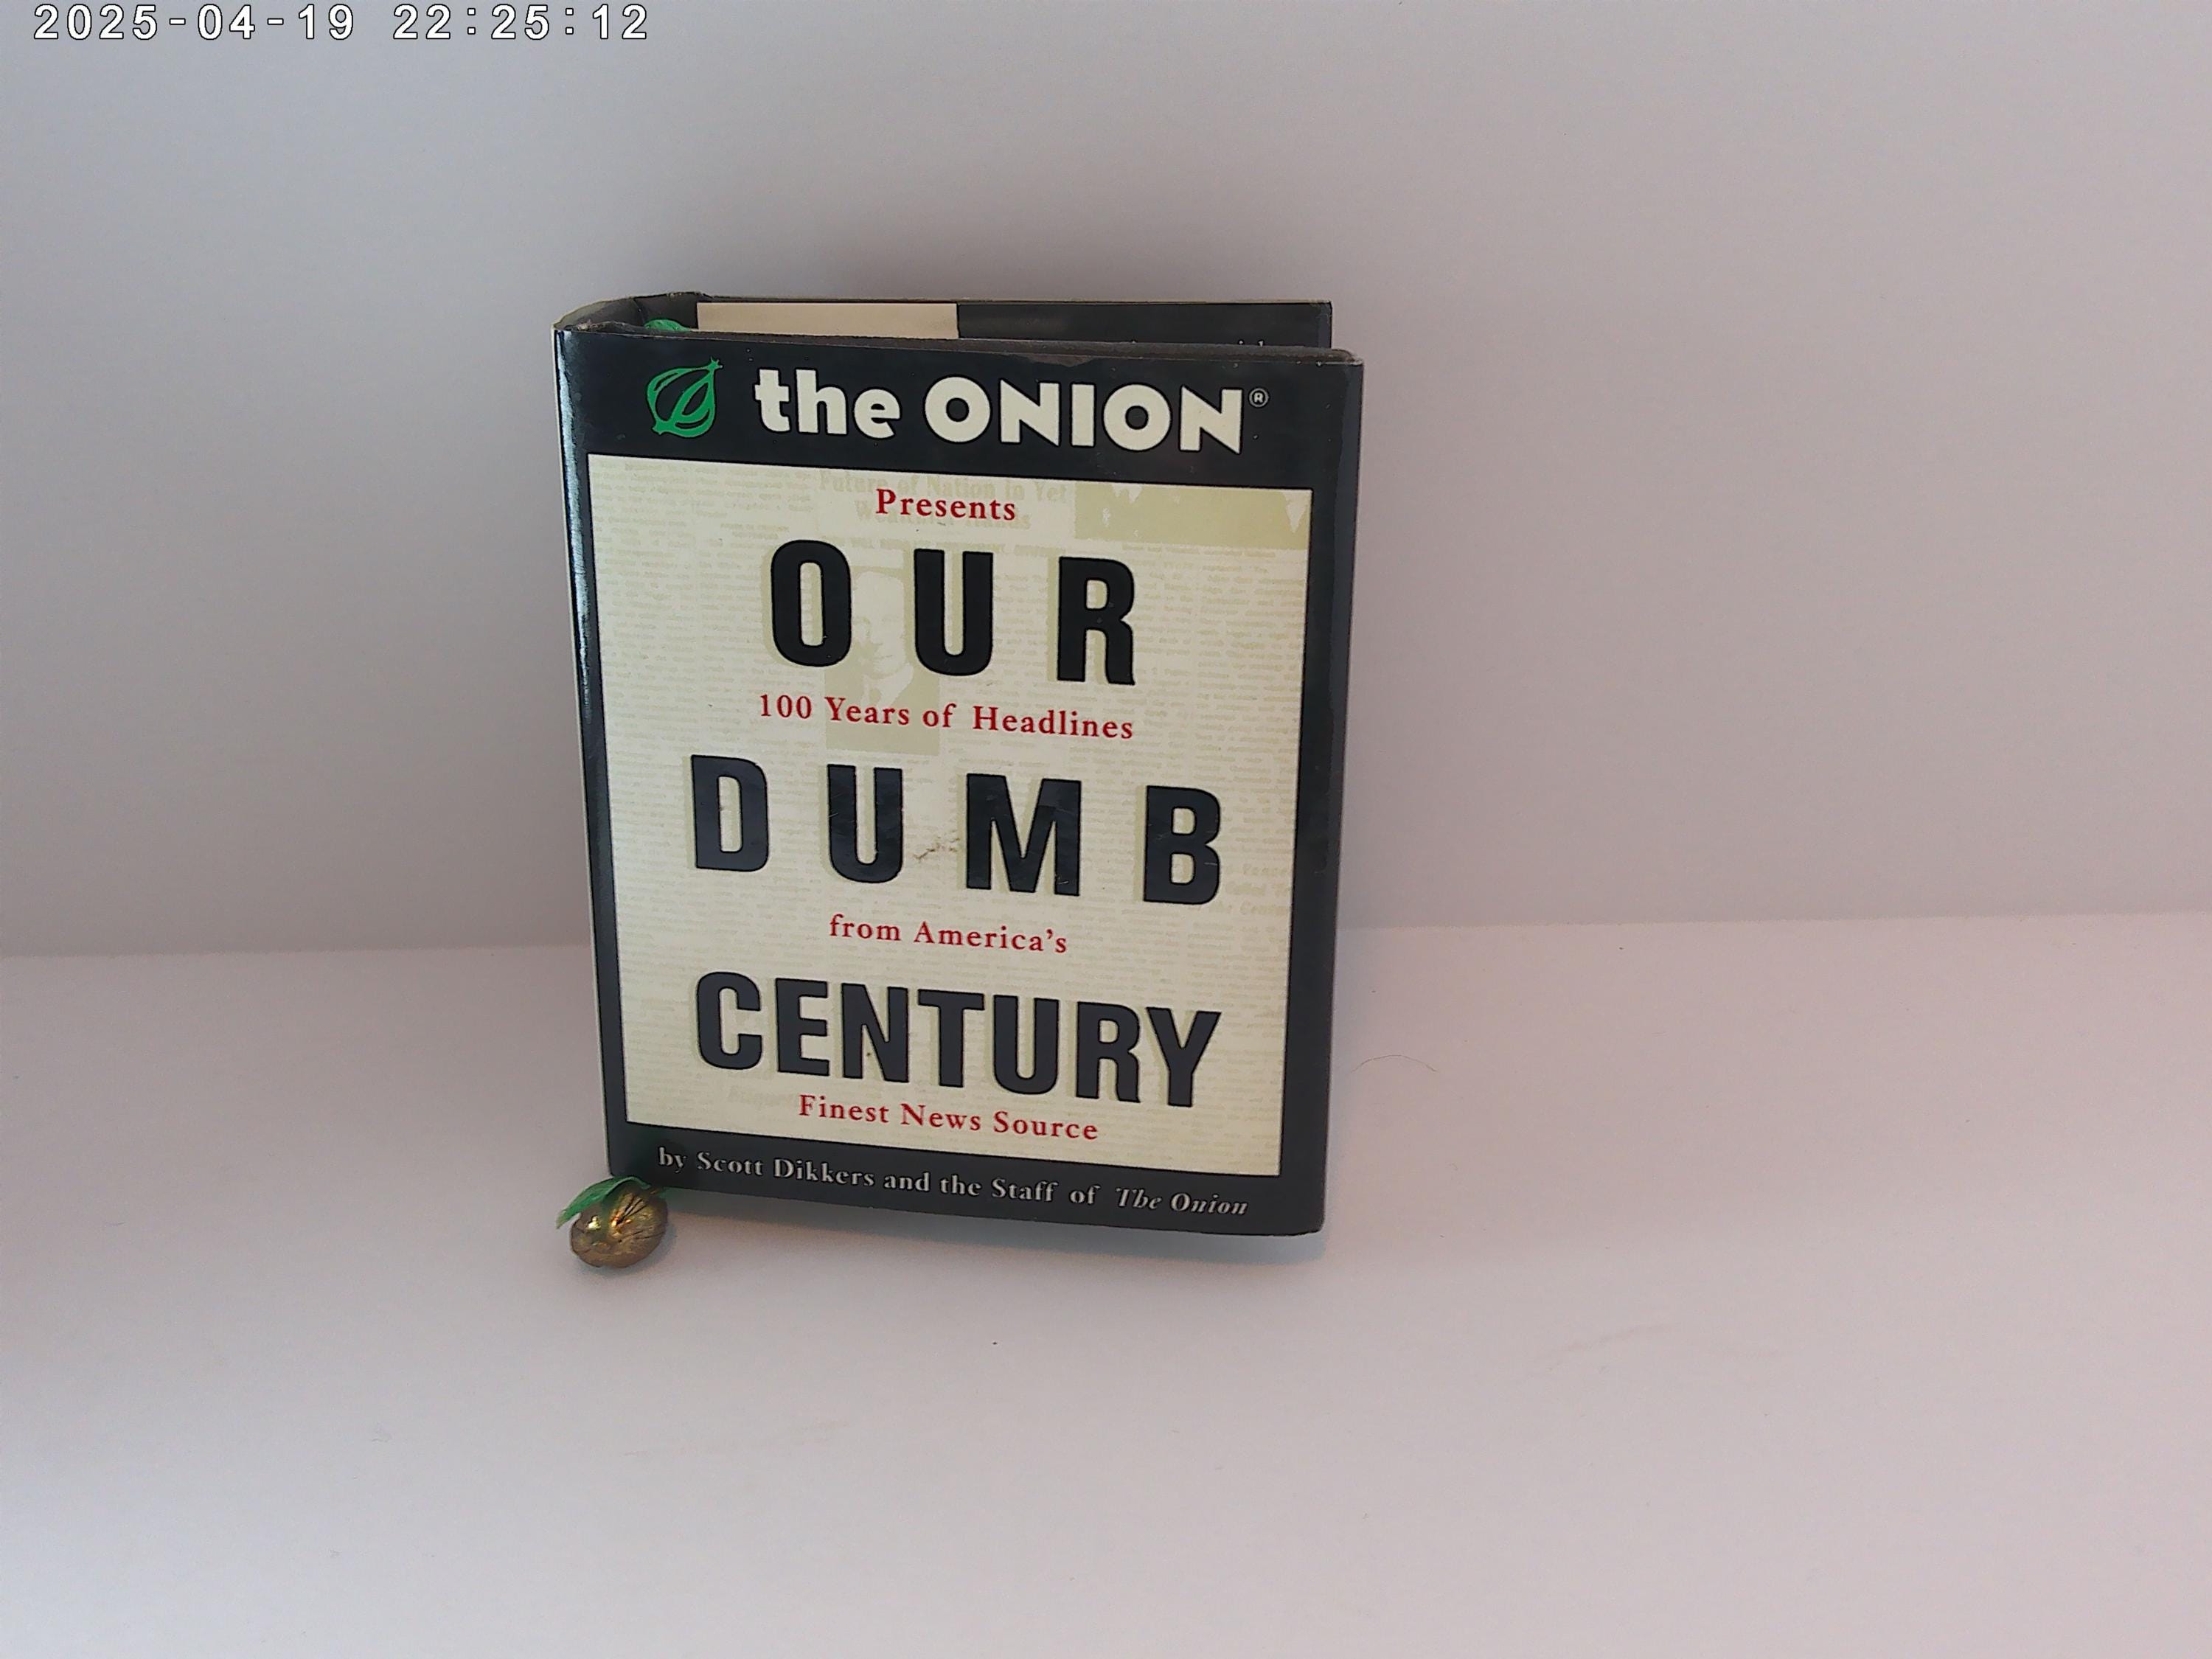 2025-04-19 22:25:12
the ONION®
Presents
OUR
100 Years of Headlines
DUMB
from America's
CENTURY
Finest News Source
by Scott Dikkers and the Staff of The Onion